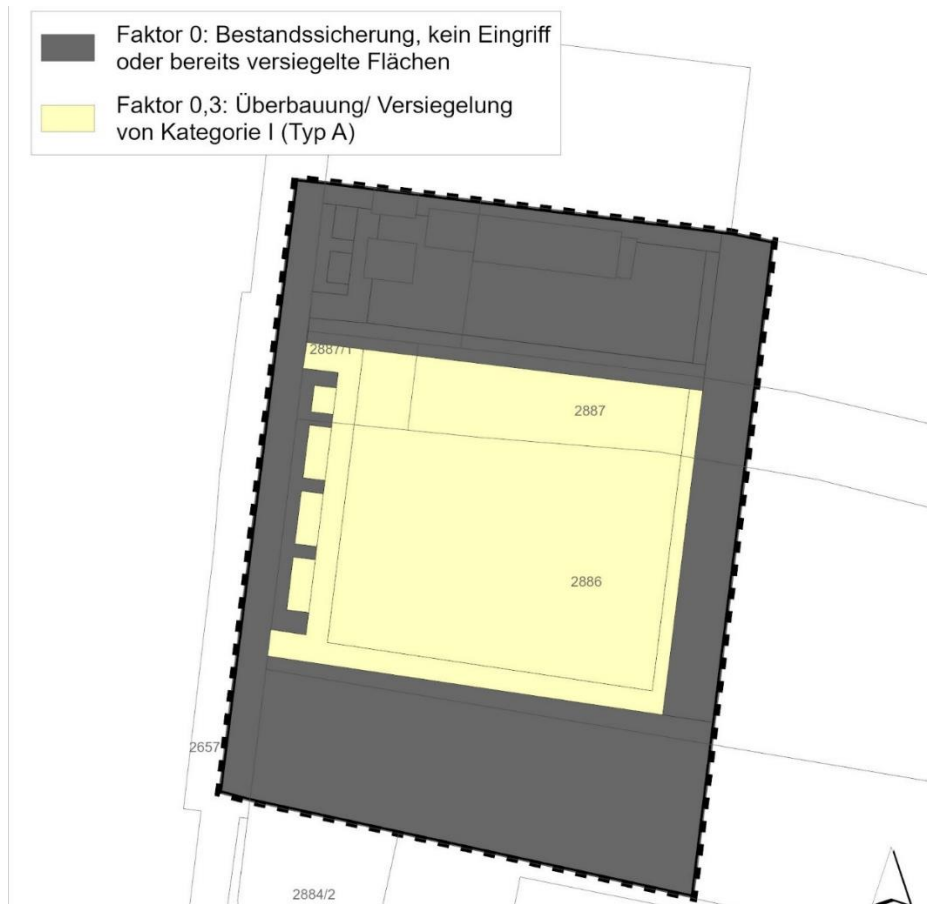 Faktor 0: Bestandssicherung, kein Eingriff
oder bereits versiegelte Flächen
Faktor 0,3: Überbauung/ Versiegelung
von Kategorie I (Typ A)
2887/1
2887
2886
2657
2884/2